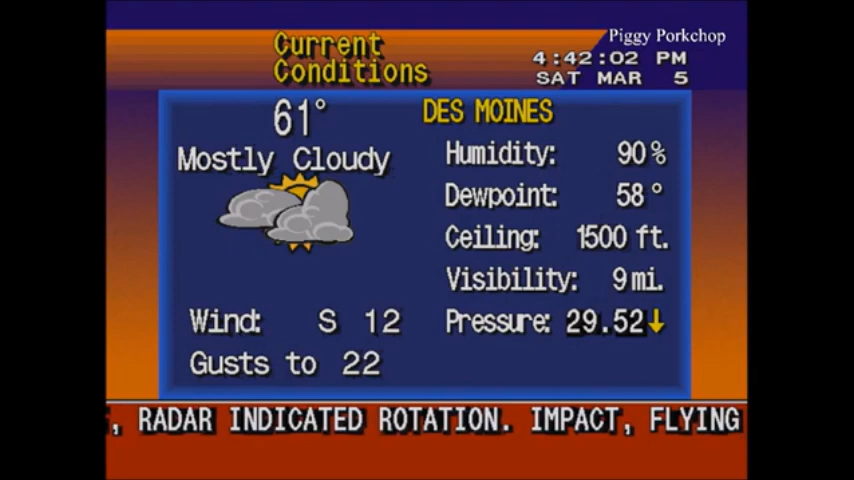 Piggy Porkchop
Current
Conditions
4:42:02 PM
SAT MAR 5
61°
Mostly Cloudy
DES MOINES
Humidity: 90%
Dewpoint: 58°
Ceiling: 1500 ft.
Visibility: 9 mi.
Pressure: 29.52↓
Wind: S 12
Gusts to 22
, RADAR INDICATED ROTATION. IMPACT, FLYING